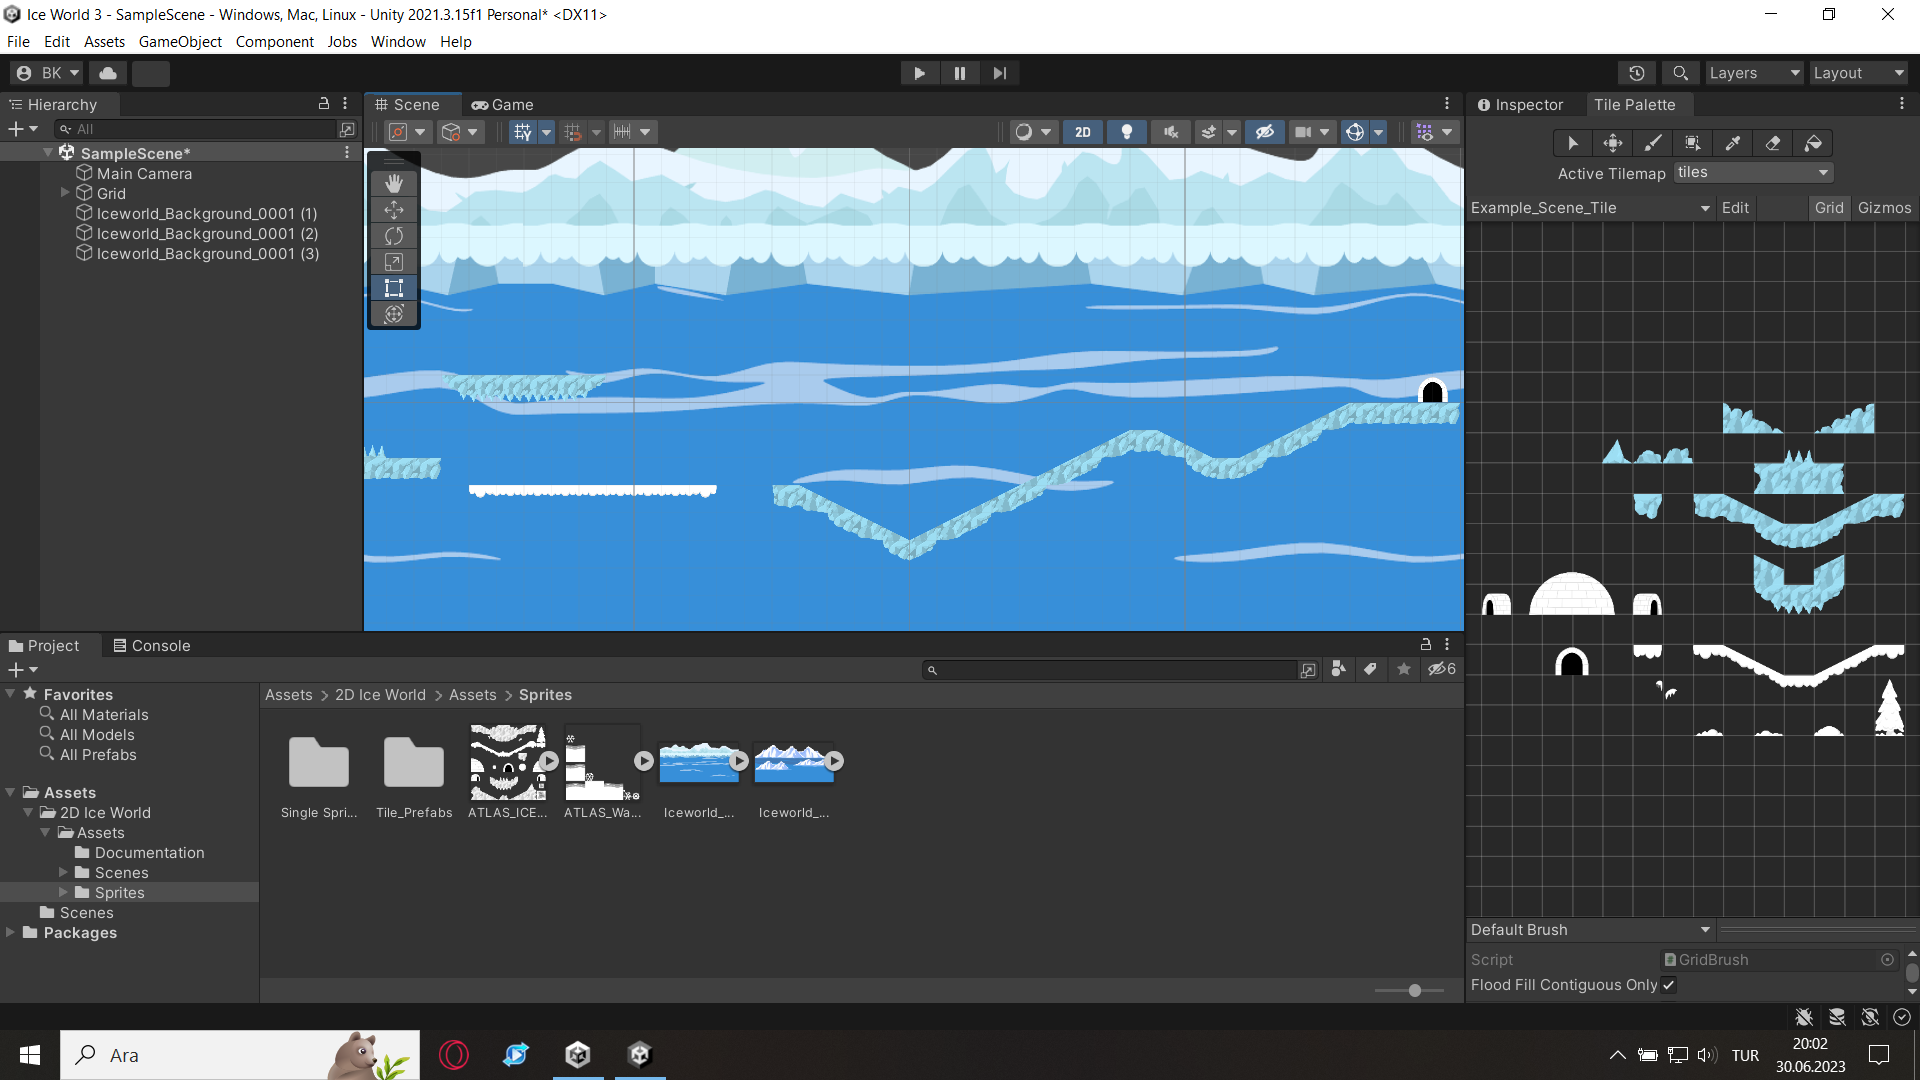 Ice World 3 - SampleScene - Windows, Mac, Linux - Unity 2021.3.15f1 Personal* <DX11>
File Edit Assets GameObject Component Jobs Window Help
BK
Layers
Layout
Hierarchy
All
SampleScene*
Main Camera
Grid
Iceworld_Background_0001 (1)
Iceworld_Background_0001 (2)
Iceworld_Background_0001 (3)
Scene Game
2D
Inspector Tile Palette
Active Tilemap tiles
Example_Scene_Tile Edit Grid Gizmos
Default Brush
Script GridBrush
Flood Fill Contiguous Only
Project Console
6
Favorites
All Materials
All Models
All Prefabs
Assets
2D Ice World
Assets
Documentation
Scenes
Sprites
Scenes
Packages
Assets > 2D Ice World > Assets > Sprites
Single Spri... Tile_Prefabs ATLAS_ICE... ATLAS_Wa... Iceworld_... Iceworld_...
Ara
TUR
20:02
30.06.2023